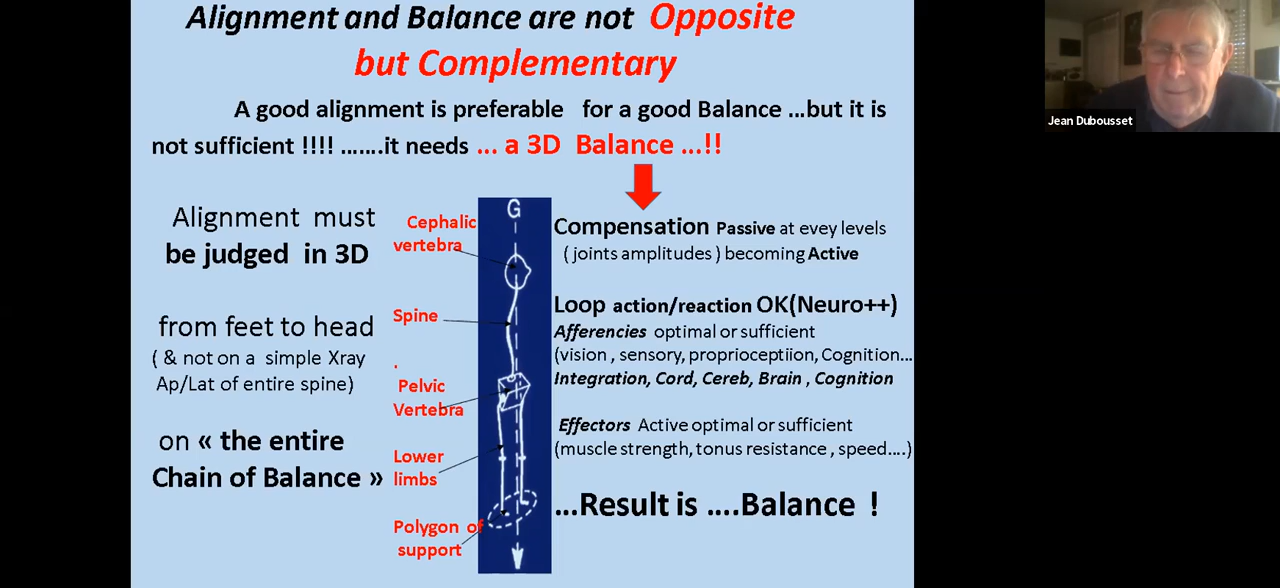 Alignment and Balance are not Opposite
but Complementary
A good alignment is preferable for a good Balance ...but it is
not sufficient !!!! .......it needs ... a 3D Balance ...!!
Alignment must
be judged in 3D
from feet to head
( & not on a simple Xray
Ap/Lat of entire spine)
on « the entire
Chain of Balance »
G
Cephalic
vertebra
Spine
.
Pelvic
Vertebra
Lower
limbs
Polygon of
support
Compensation Passive at evey levels
( joints amplitudes ) becoming Active
Loop action/reaction OK(Neuro++)
Afferencies optimal or sufficient
(vision , sensory, proprioceptiion, Cognition...
Integration, Cord, Cereb, Brain , Cognition
Effectors Active optimal or sufficient
(muscle strength, tonus resistance , speed....)
...Result is ....Balance !
Jean Dubousset